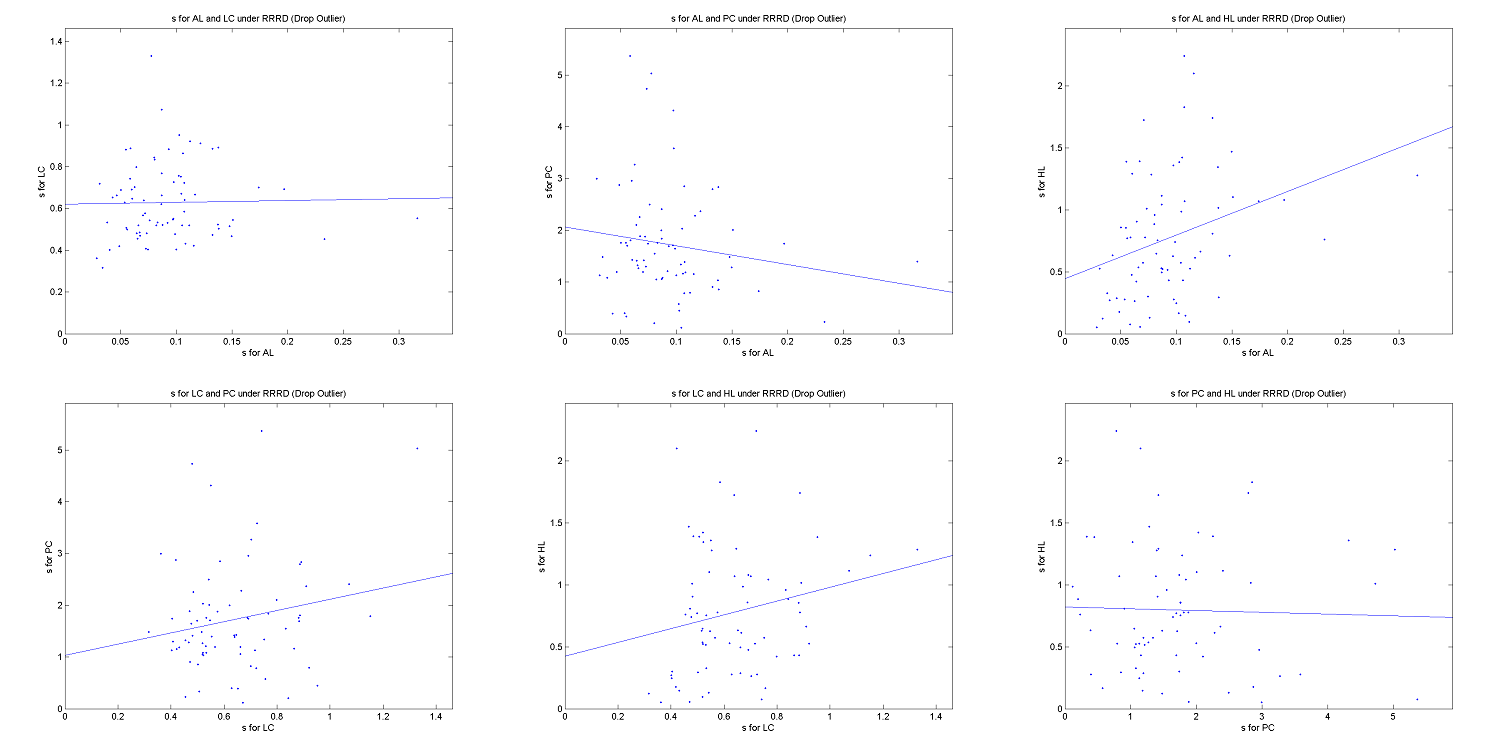 s for AL and LC under RRRD (Drop Outlier)
1.4
1.2
1
0.8
0.6
0.4
0.2
0
s for LC
0 0.05 0.1 0.15 0.2 0.25 0.3
s for AL
s for AL and PC under RRRD (Drop Outlier)
5
4
3
2
1
0
s for PC
0 0.05 0.1 0.15 0.2 0.25 0.3
s for AL
s for AL and HL under RRRD (Drop Outlier)
2
1.5
1
0.5
0
s for HL
0 0.05 0.1 0.15 0.2 0.25 0.3
s for AL
s for LC and PC under RRRD (Drop Outlier)
5
4
3
2
1
0
s for PC
0 0.2 0.4 0.6 0.8 1 1.2 1.4
s for LC
s for LC and HL under RRRD (Drop Outlier)
2
1.5
1
0.5
0
s for HL
0 0.2 0.4 0.6 0.8 1 1.2 1.4
s for LC
s for PC and HL under RRRD (Drop Outlier)
2
1.5
1
0.5
0
s for HL
0 1 2 3 4 5
s for PC